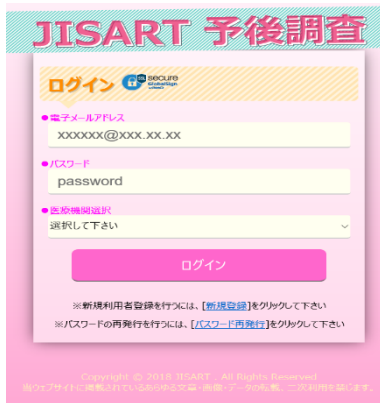 JISART 予後調査
ログイン
SSL secure
GlobalSign
●電子メールアドレス
xxxxxx@xxx.xx.xx
●パスワード
password
●医療機関選択
選択して下さい
ログイン
※新規利用者登録を行うには、[新規登録]をクリックして下さい
※パスワードの再発行を行うには、[パスワード再発行]をクリックして下さい
Copyright © 2018 JISART . All Rights Reserved
当ウェブサイトに掲載されているあらゆる文章・画像・データの転載、二次利用を禁じます。